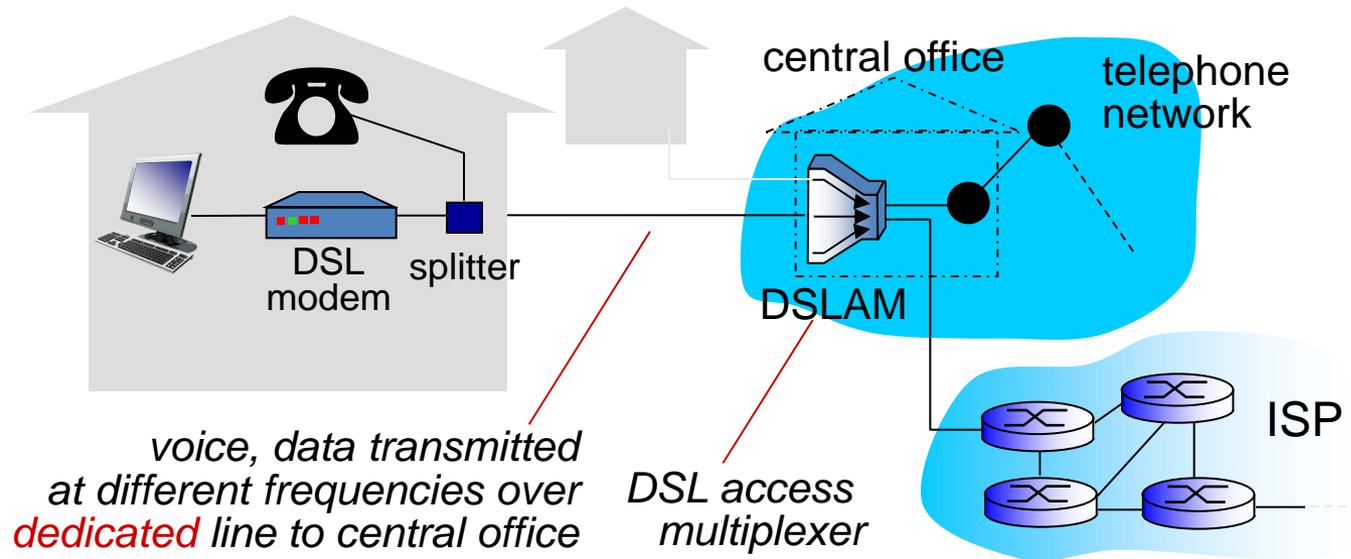 central office
telephone
network
DSL
modem
splitter
DSLAM
ISP
voice, data transmitted
at different frequencies over
dedicated line to central office
DSL access
multiplexer